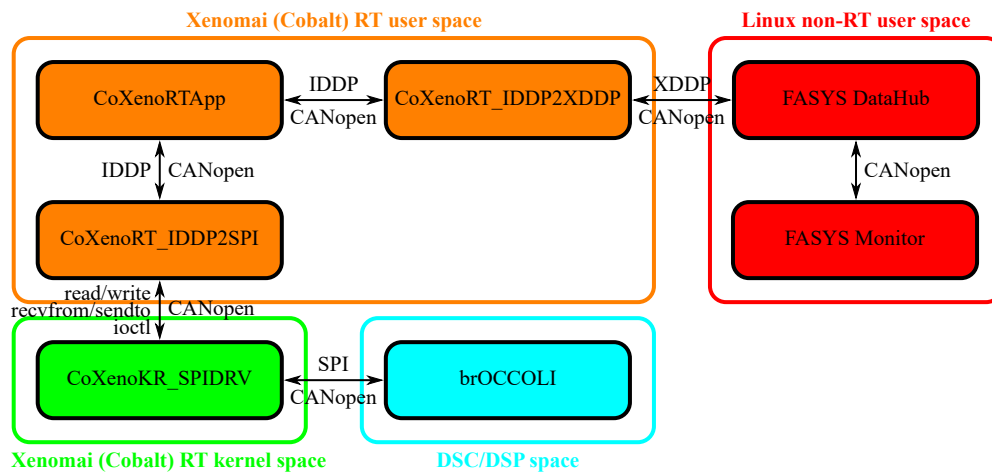 Xenomai (Cobalt) RT user space
Linux non-RT user space
CoXenoRTApp
IDDP
CANopen
CoXenoRT_IDDP2XDDP
XDDP
CANopen
FASYS DataHub
IDDP
CANopen
CANopen
CoXenoRT_IDDP2SPI
FASYS Monitor
read/write
recvfrom/sendto
ioctl
CANopen
CoXenoKR_SPIDRV
SPI
CANopen
brOCCOLI
Xenomai (Cobalt) RT kernel space
DSC/DSP space